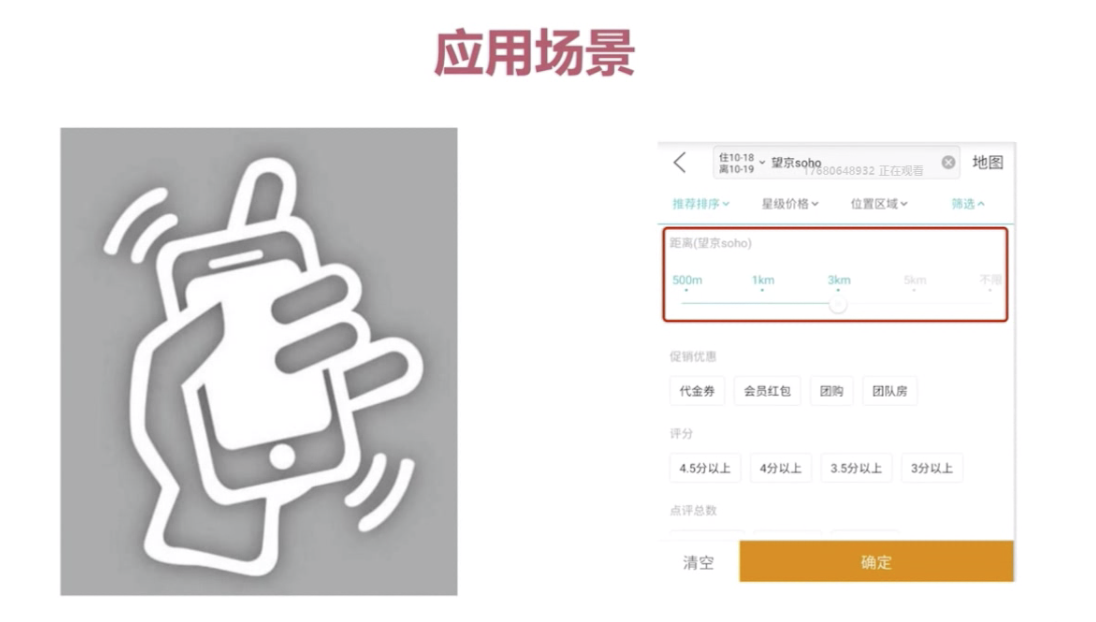 应用场景
住10-18
离10-19
望京soho
地图
17680648932 正在观看
推荐排序
星级价格
位置区域
筛选
距离(望京soho)
500m 1km 3km 5km 不限
促销优惠
代金券 会员红包 团购 团队房
评分
4.5分以上 4分以上 3.5分以上 3分以上
点评总数
清空 确定